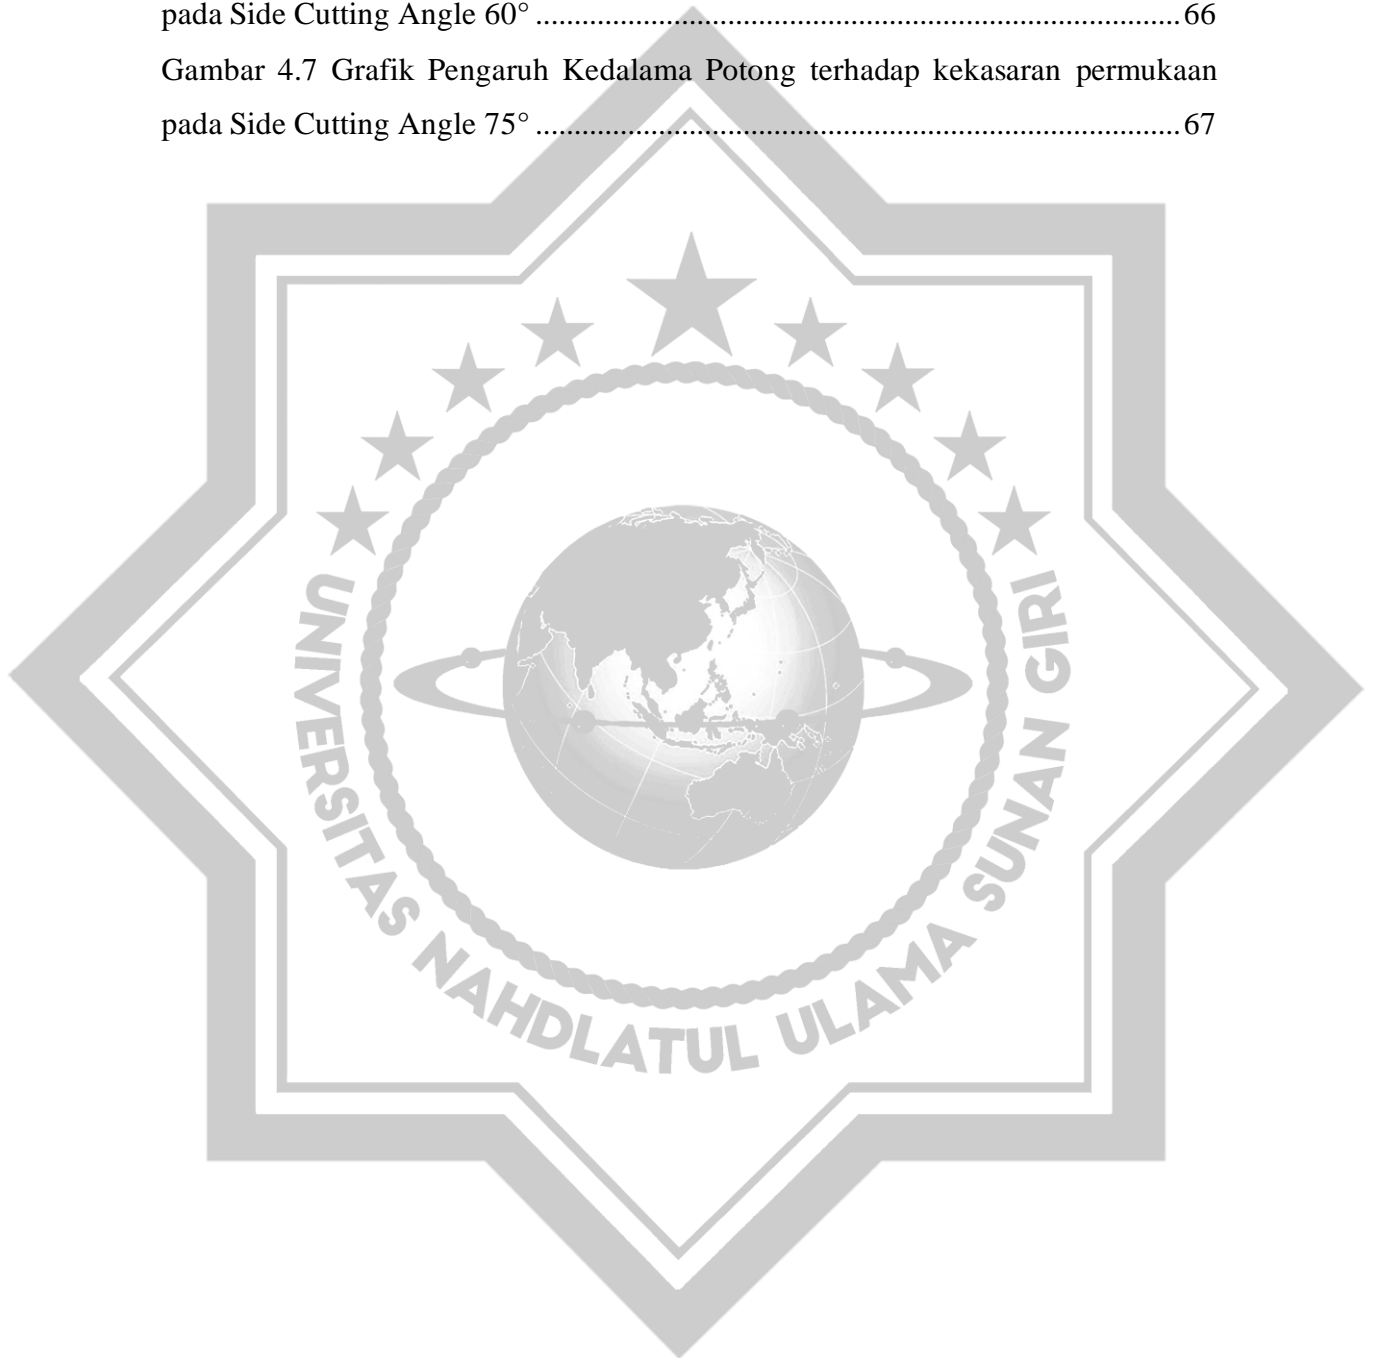 pada Side Cutting Angle 60° ....................................................................................66
Gambar 4.7 Grafik Pengaruh Kedalama Potong terhadap kekasaran permukaan
pada Side Cutting Angle 75° ....................................................................................67
UNIVERSITAS NAHDLATUL ULAMA SUNAN GIRI